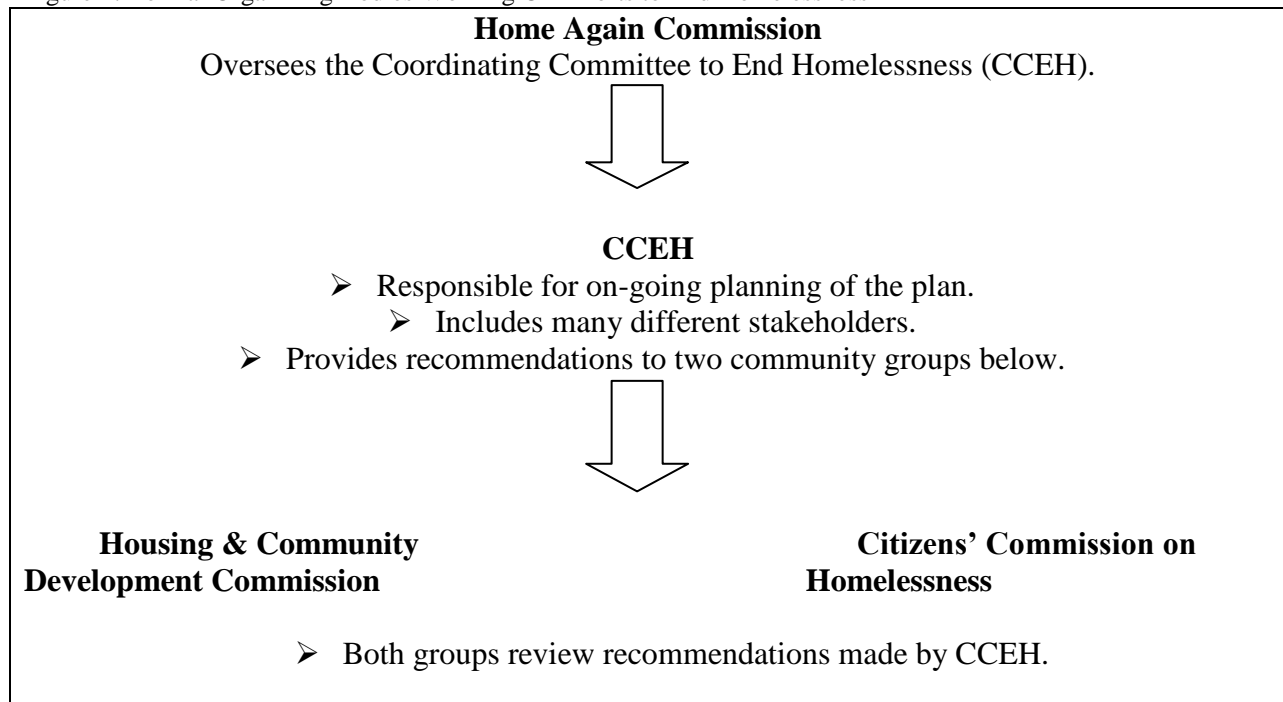 Home Again Commission
Oversees the Coordinating Committee to End Homelessness (CCEH).
CCEH
➢ Responsible for on-going planning of the plan.
➢ Includes many different stakeholders.
➢ Provides recommendations to two community groups below.
Housing & Community
Development Commission
Citizens’ Commission on
Homelessness
➢ Both groups review recommendations made by CCEH.